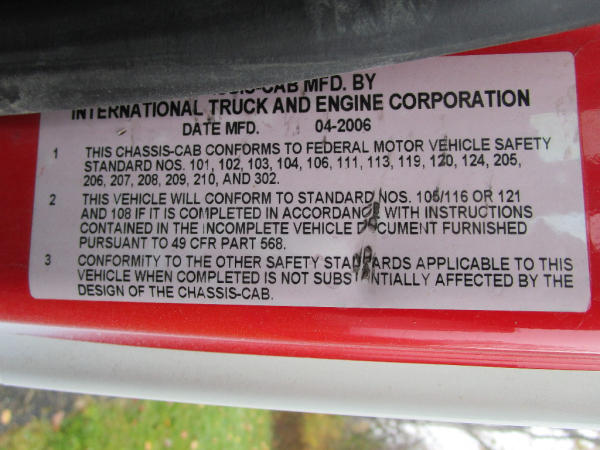 CHASSIS-CAB MFD. BY
INTERNATIONAL TRUCK AND ENGINE CORPORATION
DATE MFD. 04-2006
1 THIS CHASSIS-CAB CONFORMS TO FEDERAL MOTOR VEHICLE SAFETY
STANDARD NOS. 101, 102, 103, 104, 106, 111, 113, 119, 120, 124, 205,
206, 207, 208, 209, 210, AND 302.
2 THIS VEHICLE WILL CONFORM TO STANDARD NOS. 105/116 OR 121
AND 108 IF IT IS COMPLETED IN ACCORDANCE WITH INSTRUCTIONS
CONTAINED IN THE INCOMPLETE VEHICLE DOCUMENT FURNISHED
PURSUANT TO 49 CFR PART 568.
3 CONFORMITY TO THE OTHER SAFETY STANDARDS APPLICABLE TO THIS
VEHICLE WHEN COMPLETED IS NOT SUBSTANTIALLY AFFECTED BY THE
DESIGN OF THE CHASSIS-CAB.